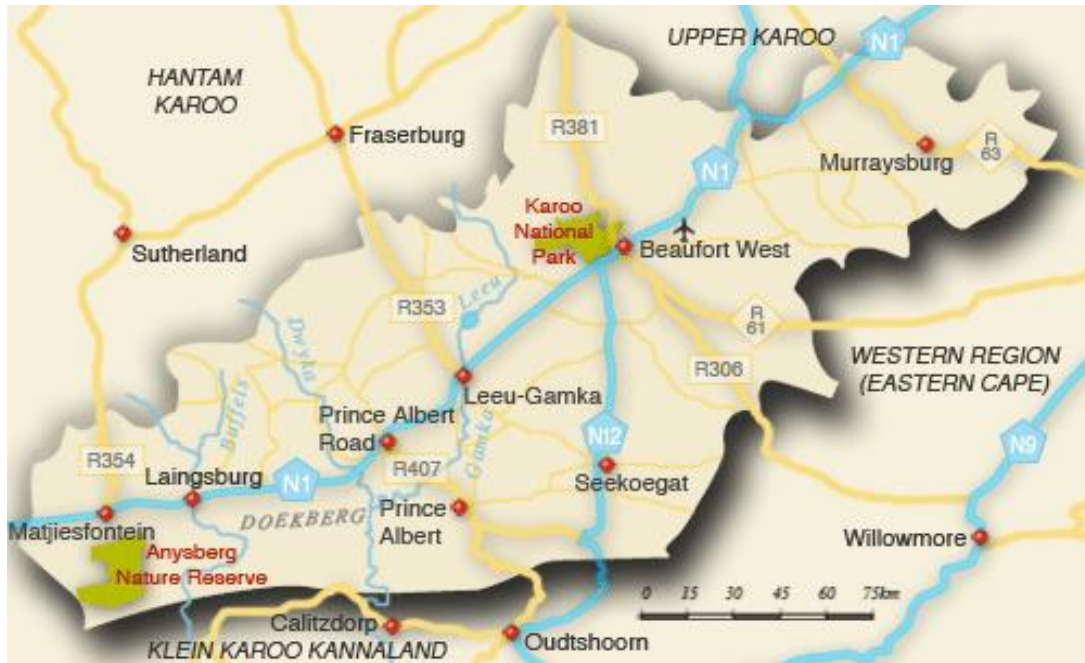 UPPER KAROO
N1
HANTAM
KAROO
R381
Fraserburg
R
63
Murraysburg
N1
Karoo
National
Park
Sutherland
Beaufort West
Leeu
R353
R
61
Dwyka
WESTERN REGION
(EASTERN CAPE)
R306
Leeu-Gamka
Buffels
Prince Albert
Road
Gamka
N12
N9
R354
R407
Laingsburg
N1
Seekoegat
Prince
Albert
DOEKBERG
Matjiesfontein
Willowmore
Anysberg
Nature Reserve
0 15 30 45 60 75km
Calitzdorp
Oudtshoorn
KLEIN KAROO KANNALAND